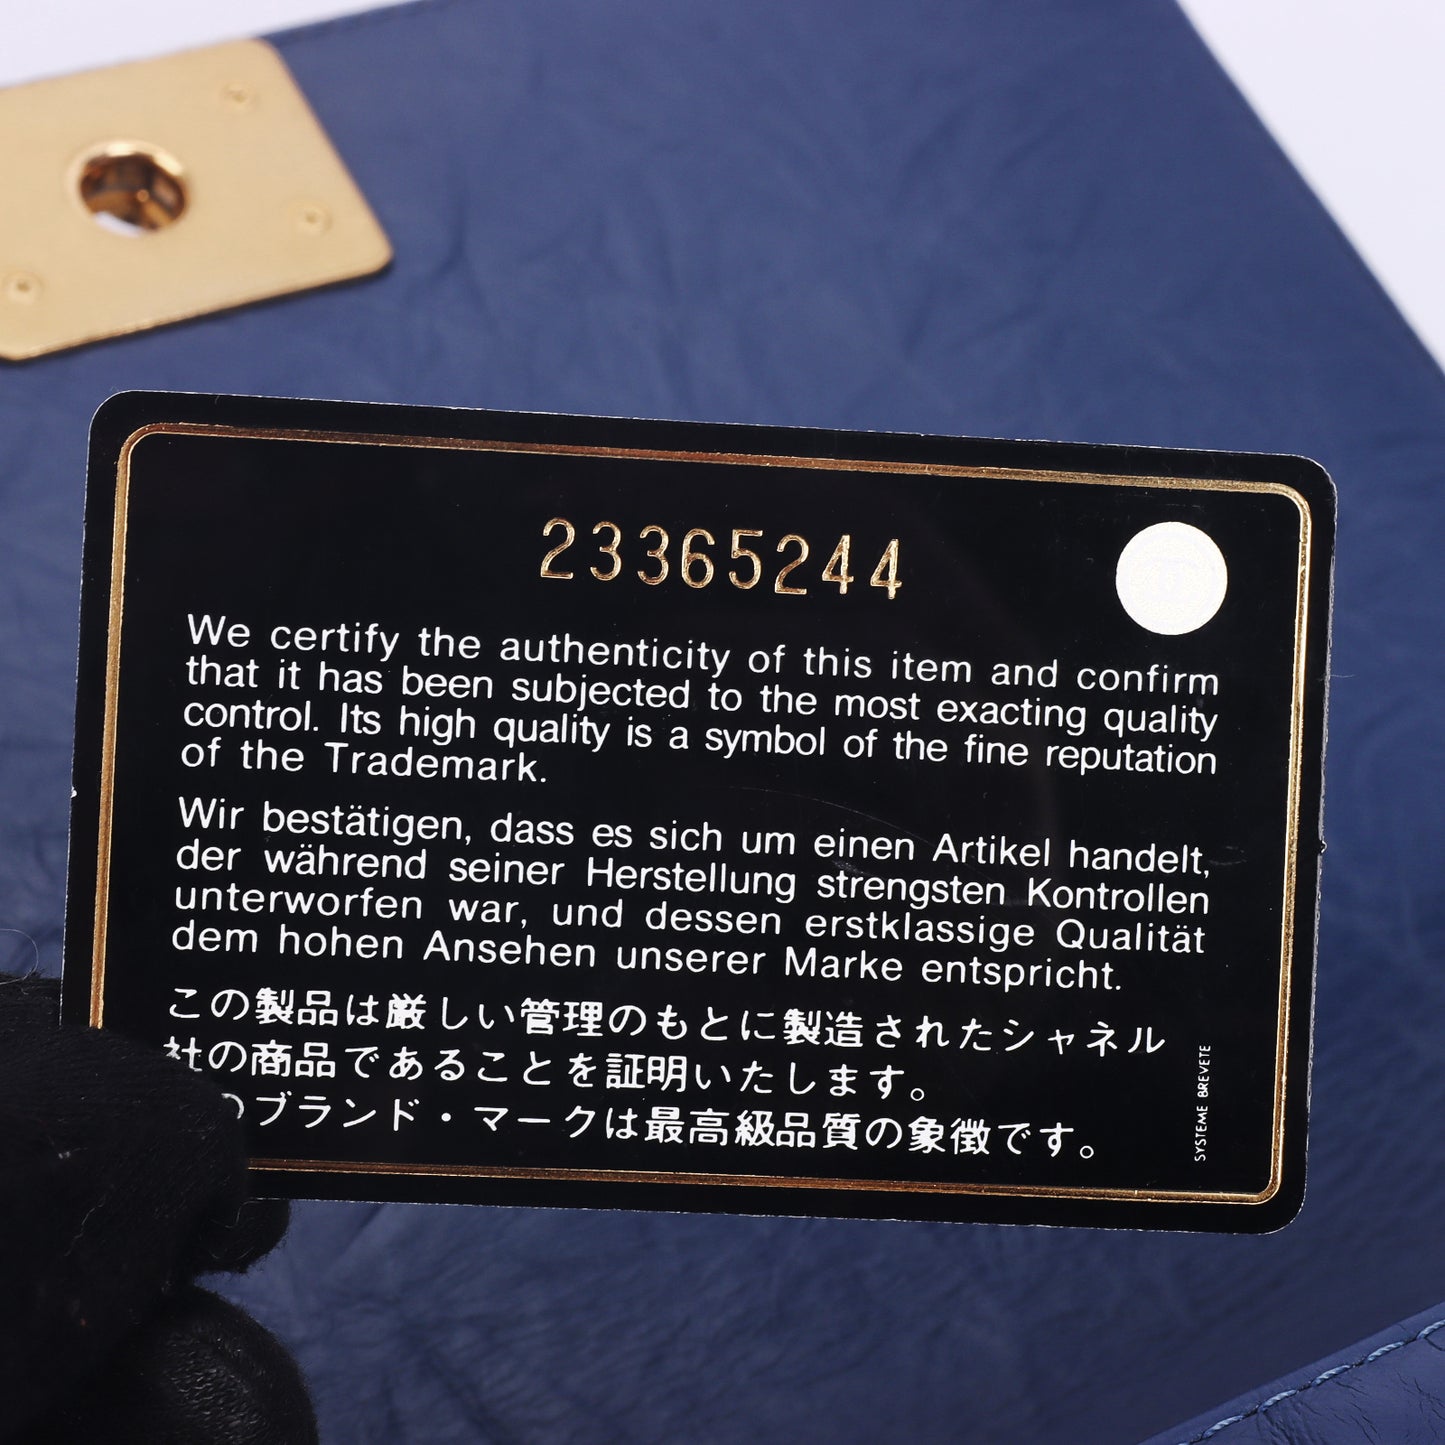 23365244
We certify the authenticity of this item and confirm
that it has been subjected to the most exacting quality
control. Its high quality is a symbol of the fine reputation
of the Trademark.
Wir bestätigen, dass es sich um einen Artikel handelt,
der während seiner Herstellung strengsten Kontrollen
unterworfen war, und dessen erstklassige Qualität
dem hohen Ansehen unserer Marke entspricht.
この製品は厳しい管理のもとに製造されたシャネル
社の商品であることを証明いたします。
のブランド・マークは最高級品質の象徴です。
SYSTEME BREVETE